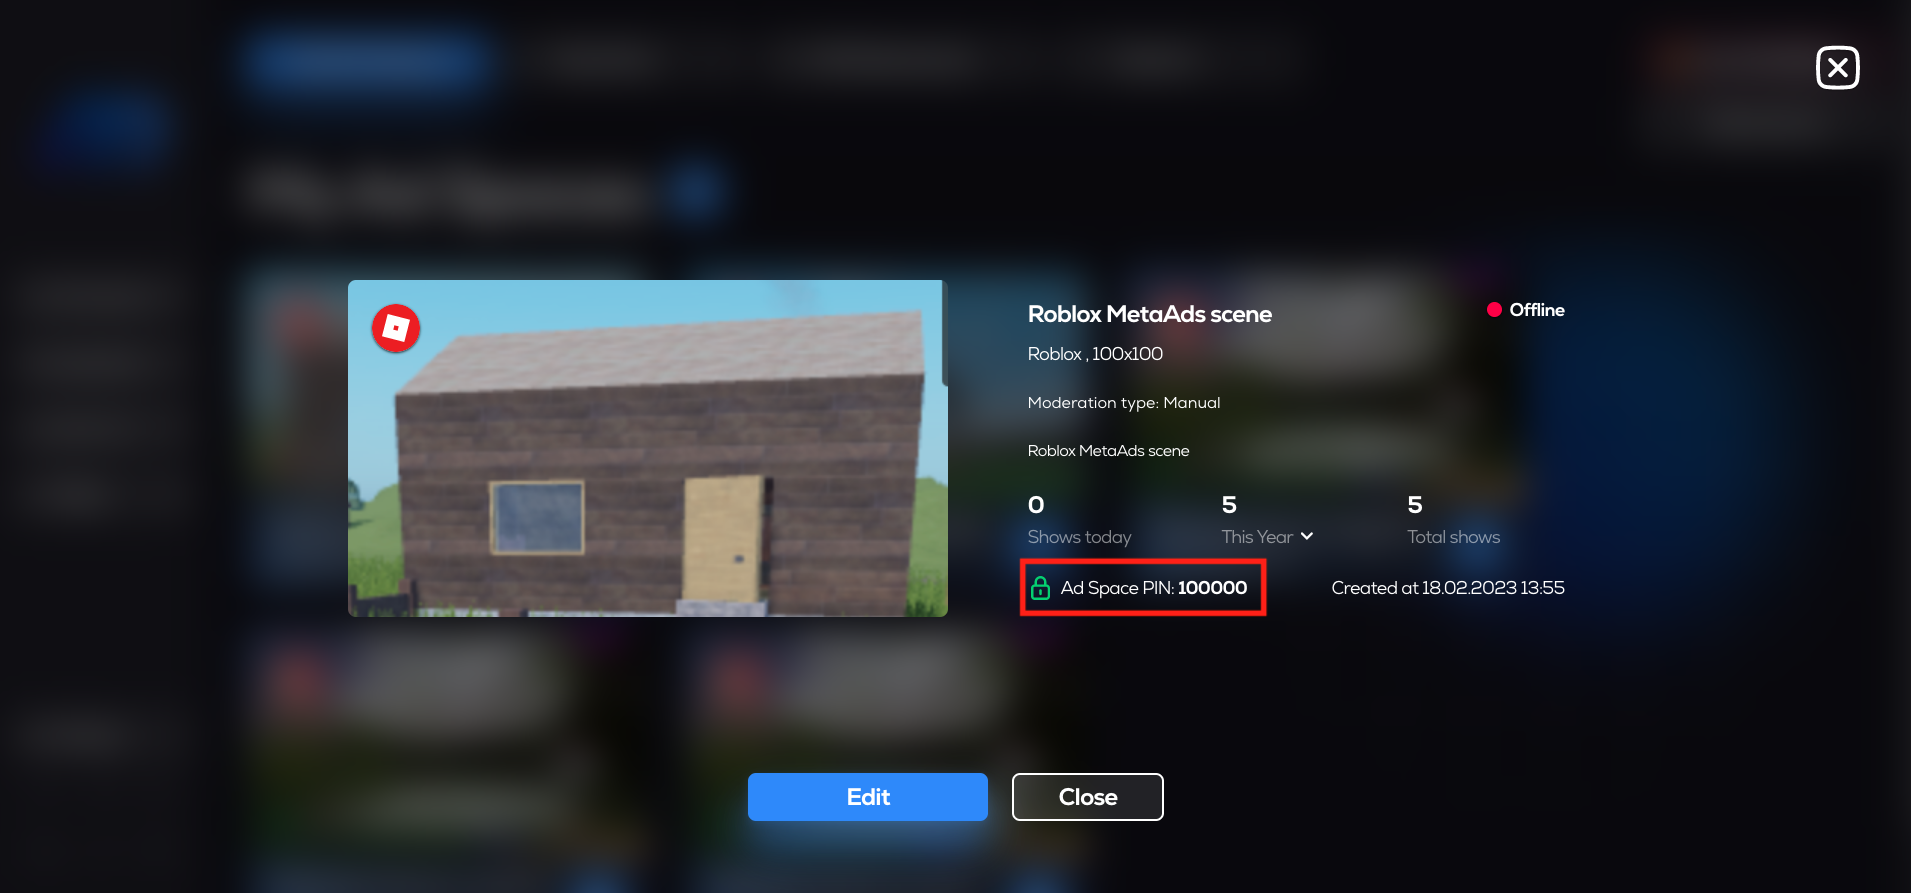 Roblox MetaAds scene
Offline
Roblox , 100x100
Moderation type: Manual
Roblox MetaAds scene
0 5 5
Shows today This Year Total shows
Ad Space PIN: 100000 Created at 18.02.2023 13:55
Edit Close